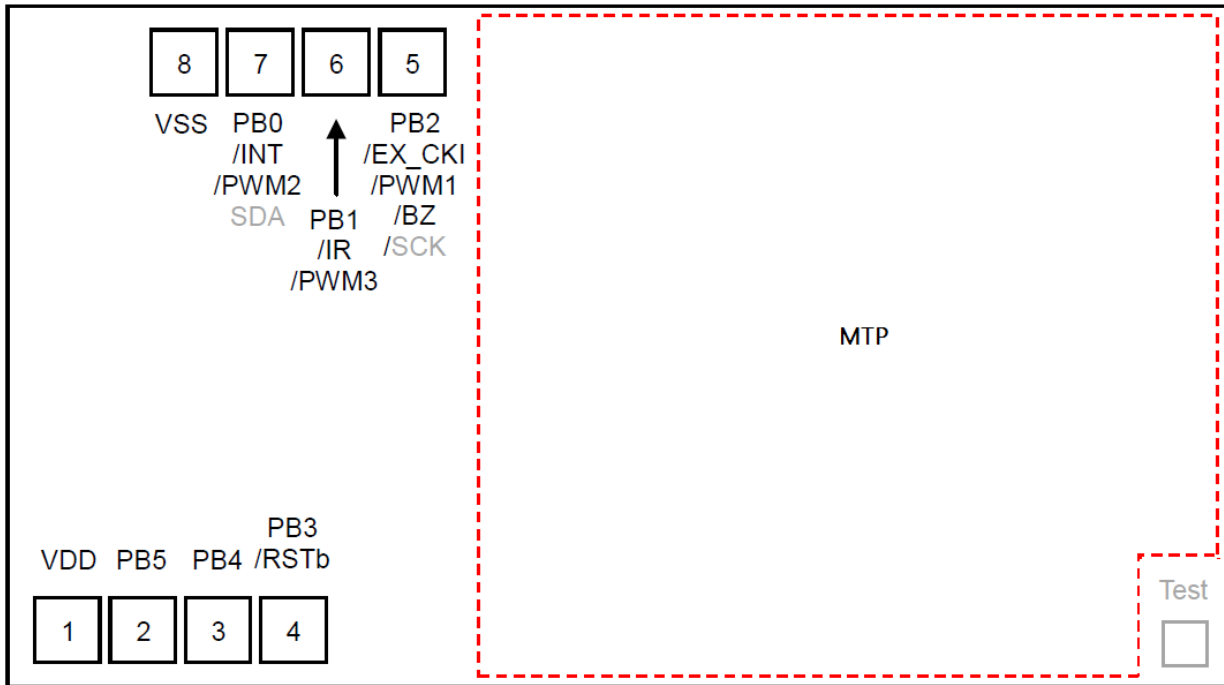 8 7 6 5
VSS PB0 PB2
/INT /EX_CKI
/PWM2 /PWM1
SDA PB1 /BZ
/IR /SCK
/PWM3
MTP
PB3
VDD PB5 PB4 /RSTb
Test
1 2 3 4